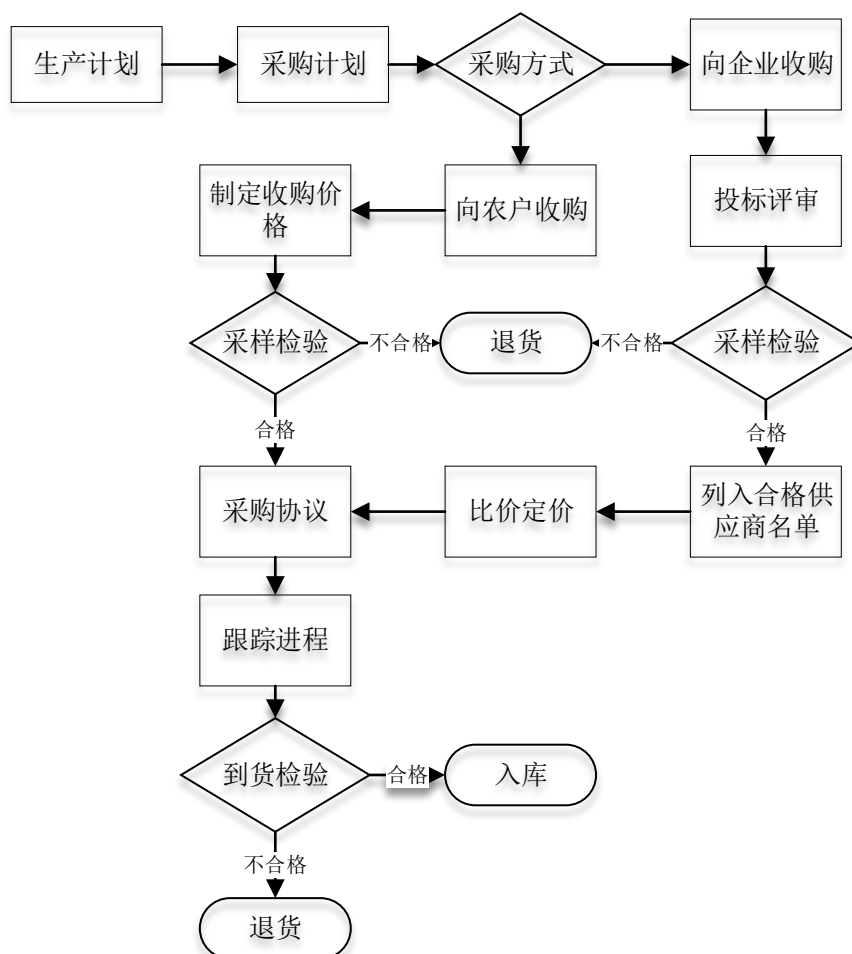 生产计划
采购计划
采购方式
向企业收购
制定收购价
格
向农户收购
投标评审
采样检验
不合格
退货
不合格
采样检验
合格
合格
采购协议
比价定价
列入合格供
应商名单
跟踪进程
到货检验
合格
入库
不合格
退货